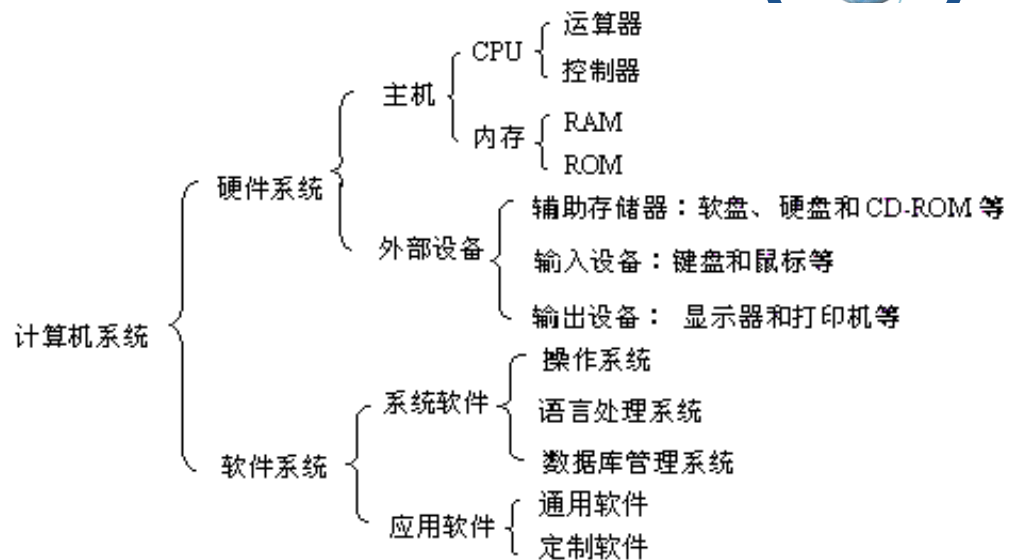 计算机系统
硬件系统
主机
CPU
运算器
控制器
内存
RAM
ROM
外部设备
辅助存储器：软盘、硬盘和 CD-ROM 等
输入设备：键盘和鼠标等
输出设备： 显示器和打印机等
软件系统
系统软件
操作系统
语言处理系统
数据库管理系统
应用软件
通用软件
定制软件